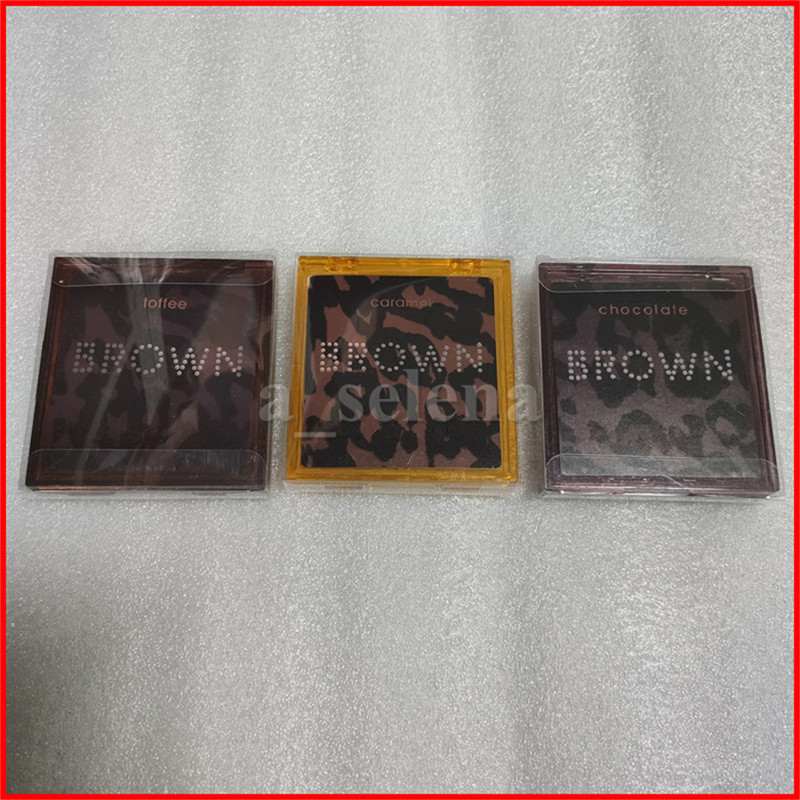 toffee
BROWN
caramel
BROWN
chocolate
BROWN
a_selena